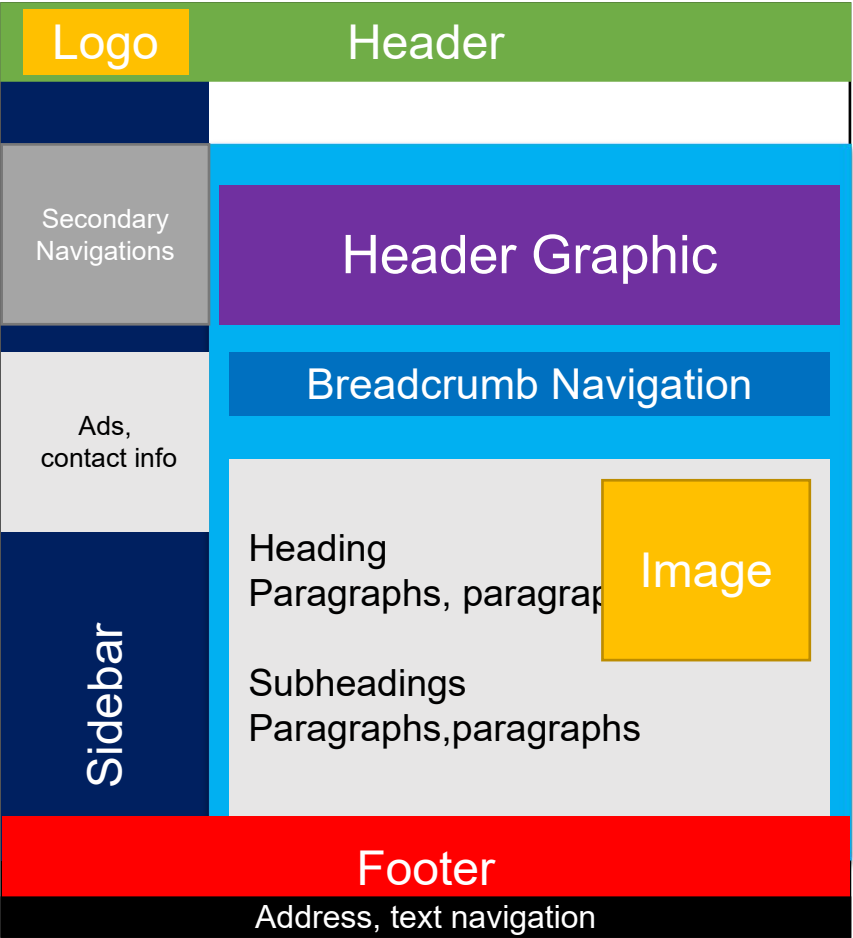 Logo
Header
Secondary
Navigations
Header Graphic
Breadcrumb Navigation
Ads,
contact info
Heading
Paragraphs, paragrap
Image
Subheadings
Paragraphs,paragraphs
Sidebar
Footer
Address, text navigation